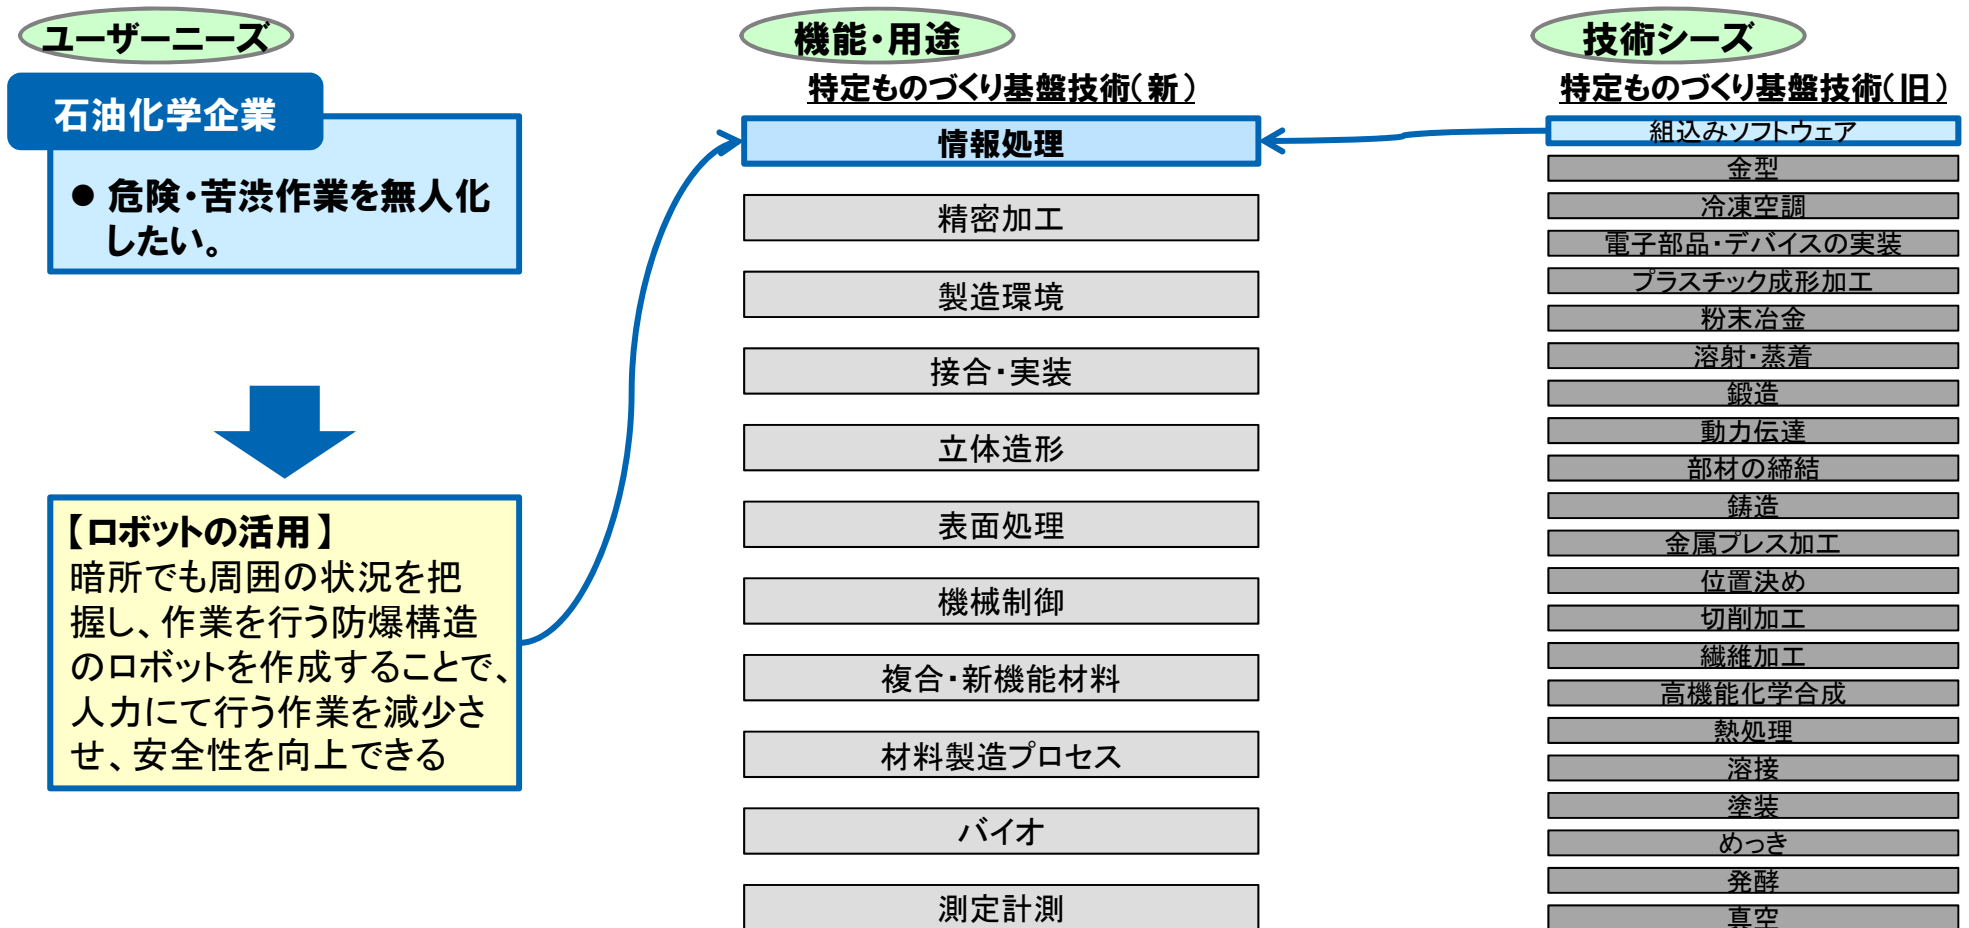 ユーザーニーズ
石油化学企業
● 危険・苦渋作業を無人化
したい。
【ロボットの活用】
暗所でも周囲の状況を把
握し、作業を行う防爆構造
のロボットを作成することで、
人力にて行う作業を減少さ
せ、安全性を向上できる
機能・用途
特定ものづくり基盤技術(新)
情報処理
精密加工
製造環境
接合・実装
立体造形
表面処理
機械制御
複合・新機能材料
材料製造プロセス
バイオ
測定計測
技術シーズ
特定ものづくり基盤技術(旧)
組込みソフトウェア
金型
冷凍空調
電子部品・デバイスの実装
プラスチック成形加工
粉末冶金
溶射・蒸着
鍛造
動力伝達
部材の締結
鋳造
金属プレス加工
位置決め
切削加工
繊維加工
高機能化学合成
熱処理
溶接
塗装
めっき
発酵
真空